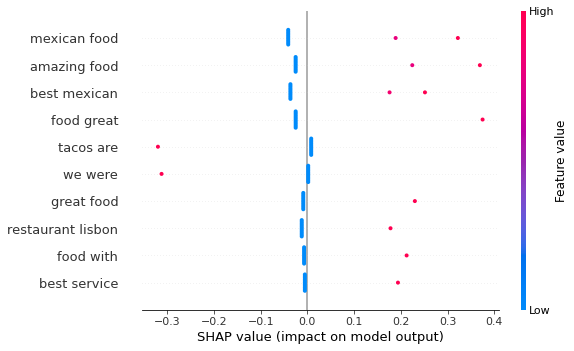 High
mexican food
amazing food
best mexican
food great
tacos are
we were
great food
restaurant lisbon
food with
best service
Feature value
Low
−0.3 −0.2 −0.1 0.0 0.1 0.2 0.3 0.4
SHAP value (impact on model output)